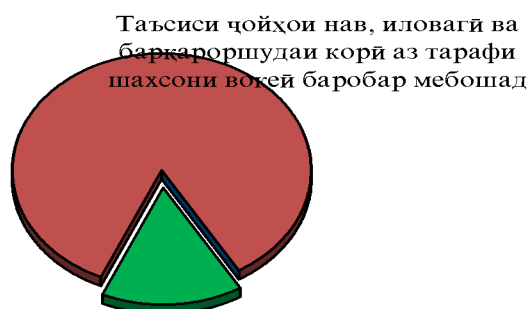 Таъсиси ҷойҳои нав, иловагӣ ва
барқароршудаи корӣ аз тарафи
шахсони воқеӣ баробар мебошад